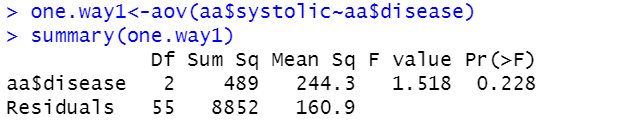 > one.way1<-aov(aa$systolic~aa$disease)
> summary(one.way1)
            Df Sum Sq Mean Sq F value Pr(>F)
aa$disease   2    489   244.3   1.518  0.228
Residuals   55   8852   160.9